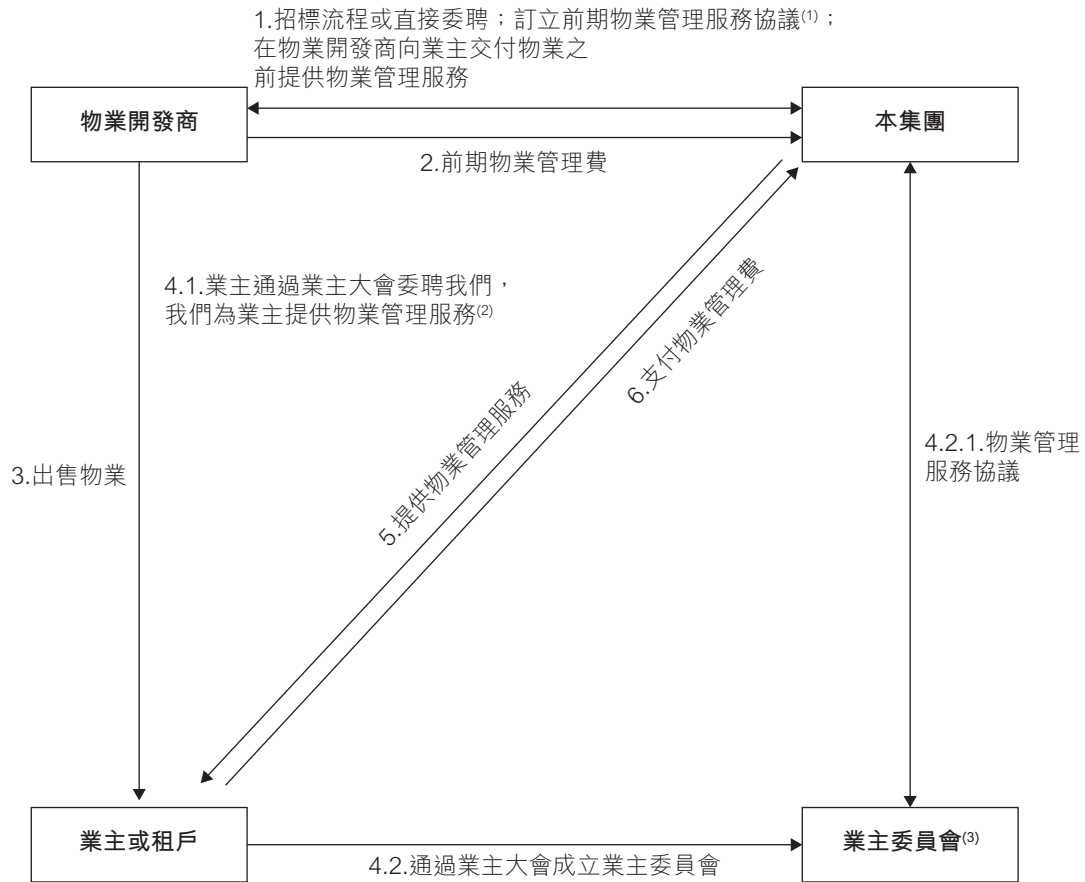 1.招標流程或直接委聘；訂立前期物業管理服務協議(1)；
在物業開發商向業主交付物業之
前提供物業管理服務
物業開發商
本集團
2.前期物業管理費
4.1.業主通過業主大會委聘我們，
我們為業主提供物業管理服務(2)
6.支付物業管理費
5.提供物業管理服務
3.出售物業
4.2.1.物業管理
服務協議
業主或租戶
業主委員會(3)
4.2.通過業主大會成立業主委員會